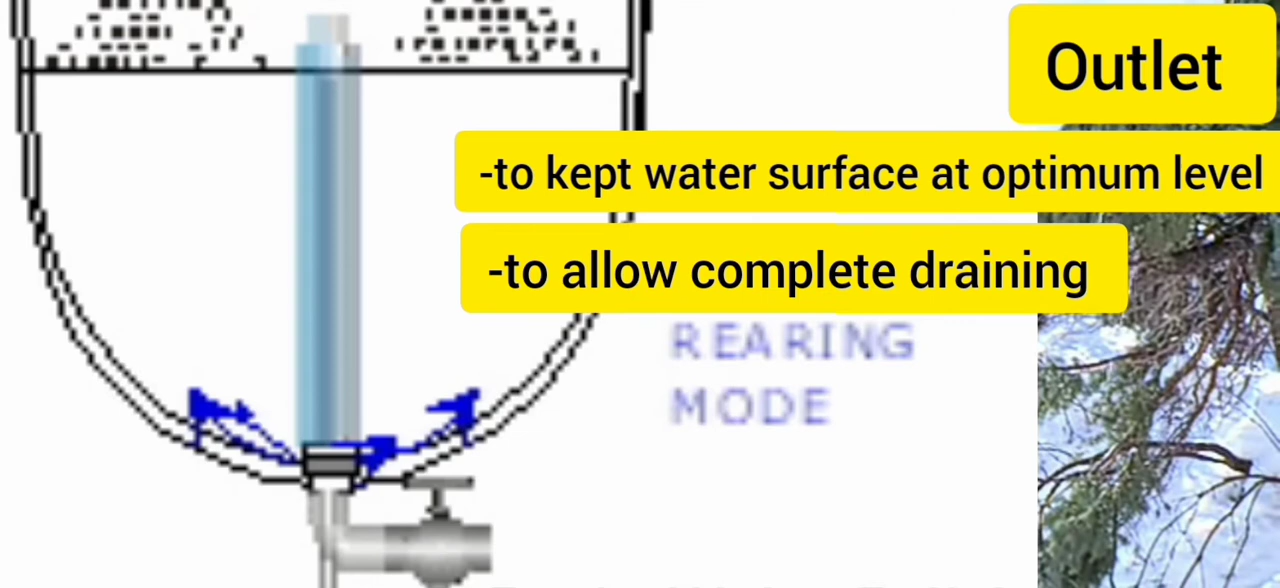 Outlet
-to kept water surface at optimum level
-to allow complete draining
REARING
MODE